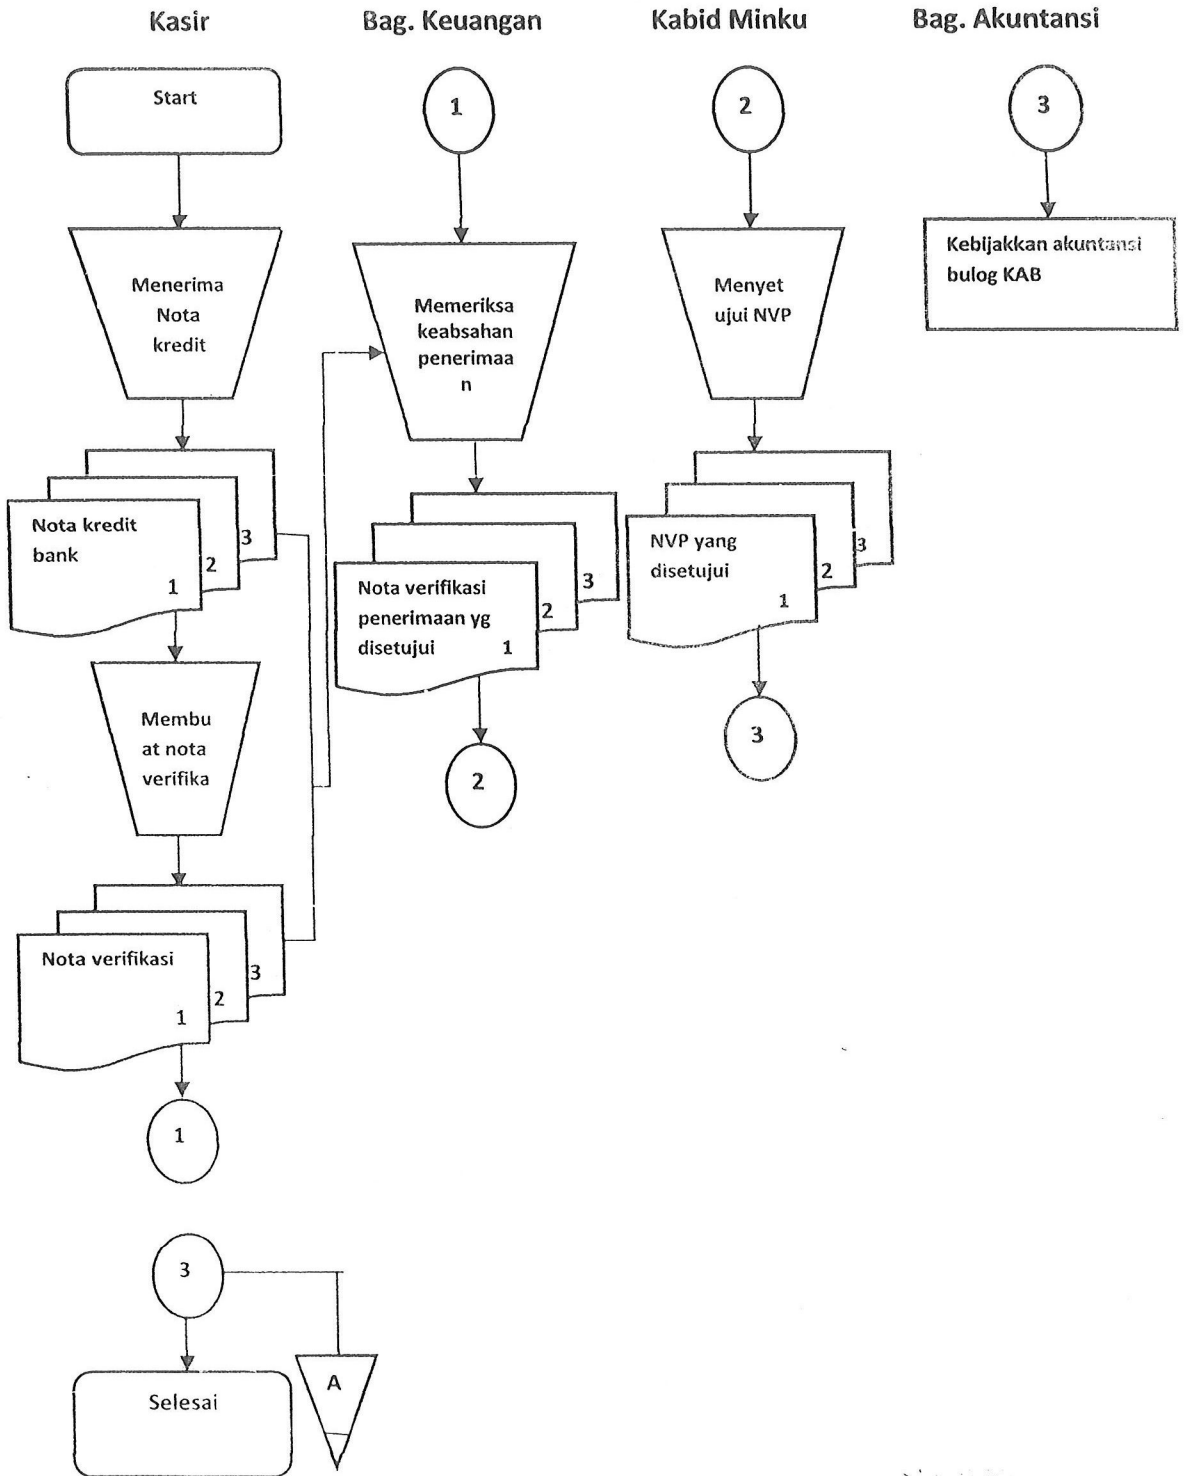 Kasir
Bag. Keuangan
Kabid Minku
Bag. Akuntansi
Start
1
2
3
Menerima
Nota
kredit
Memeriksa
keabsahan
penerimaa
n
Menyet
ujui NVP
Kebijakkan akuntansi
bulog KAB
Nota kredit
bank
1
2
3
Nota verifikasi
penerimaan yg
disetujui
1
2
3
NVP yang
disetujui
1
2
3
Membu
at nota
verifika
2
3
Nota verifikasi
1
2
3
1
3
A
Selesai